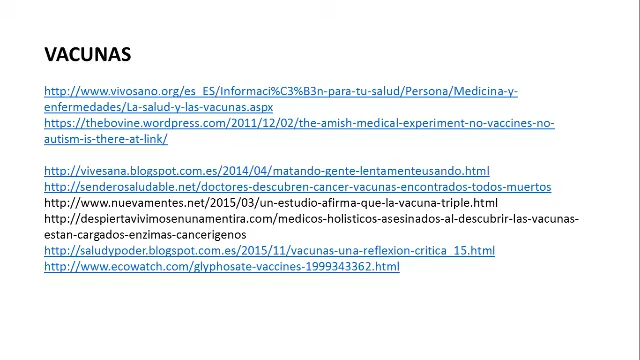 VACUNAS
http://www.vivosano.org/es_ES/Informaci%C3%B3n-para-tu-salud/Persona/Medicina-y-
enfermedades/La-salud-y-las-vacunas.aspx
https://thebovine.wordpress.com/2011/12/02/the-amish-medical-experiment-no-vaccines-no-
autism-is-there-at-link/
http://vivesana.blogspot.com.es/2014/04/matando-gente-lentamenteusando.html
http://senderosaludable.net/doctores-descubren-cancer-vacunas-encontrados-todos-muertos
http://www.nuevamentes.net/2015/03/un-estudio-afirma-que-la-vacuna-triple.html
http://despiertavivimosenunamentira.com/medicos-holisticos-asesinados-al-descubrir-las-vacunas-
estan-cargados-enzimas-cancerigenos
http://saludypoder.blogspot.com.es/2015/11/vacunas-una-reflexion-critica_15.html
http://www.ecowatch.com/glyphosate-vaccines-1999343362.html